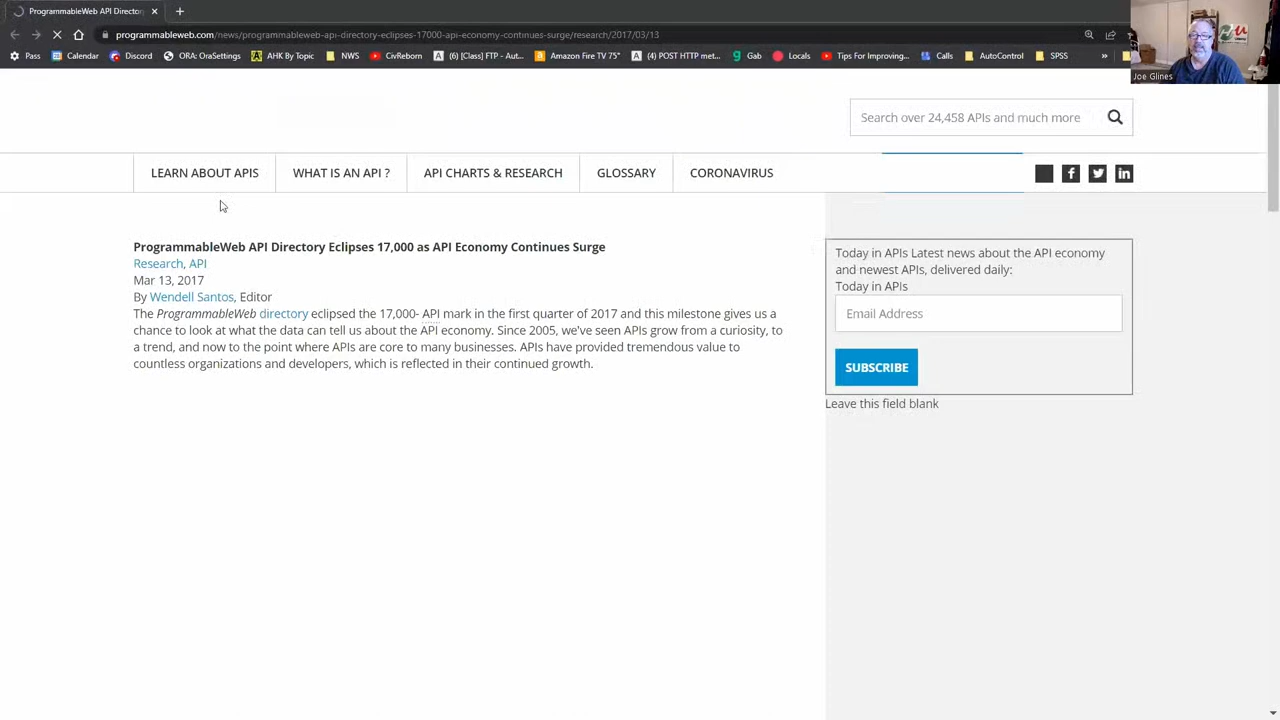 ProgrammableWeb API Director
programmableweb.com/news/programmableweb-api-directory-eclipses-17000-api-economy-continues-surge/research/2017/03/13
Pass Calendar Discord ORA: OraSettings AHK By Topic NWS CivReborn (6) [Class] FTP - Aut... Amazon Fire TV 75" (4) POST HTTP met... Gab Locals Tips For Improving... Calls AutoControl SPSS »
Joe Glines
Search over 24,458 APIs and much more
LEARN ABOUT APIS WHAT IS AN API ? API CHARTS & RESEARCH GLOSSARY CORONAVIRUS
ProgrammableWeb API Directory Eclipses 17,000 as API Economy Continues Surge
Research, API
Mar 13, 2017
By Wendell Santos, Editor
The ProgrammableWeb directory eclipsed the 17,000- API mark in the first quarter of 2017 and this milestone gives us a
chance to look at what the data can tell us about the API economy. Since 2005, we've seen APIs grow from a curiosity, to
a trend, and now to the point where APIs are core to many businesses. APIs have provided tremendous value to
countless organizations and developers, which is reflected in their continued growth.
Today in APIs Latest news about the API economy
and newest APIs, delivered daily:
Today in APIs
Email Address
SUBSCRIBE
Leave this field blank